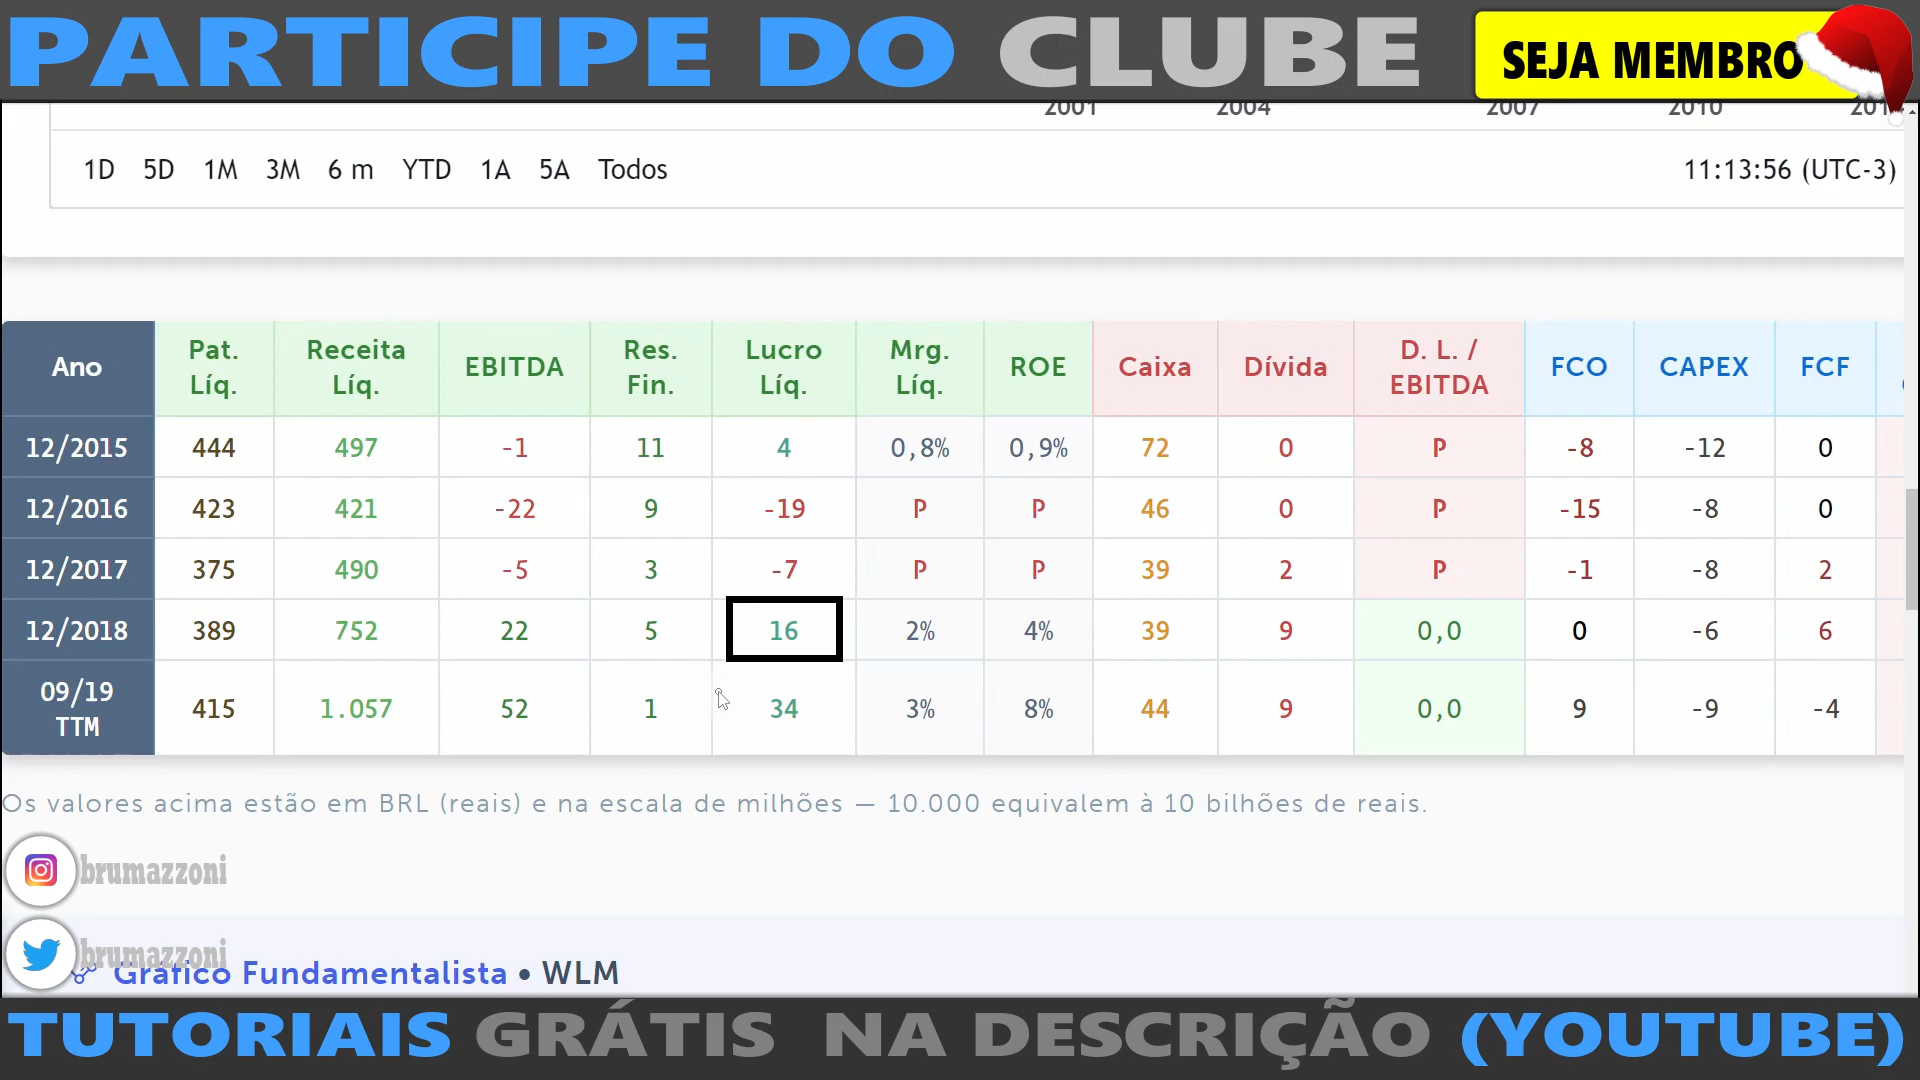 PARTICIPE DO CLUBE
SEJA MEMBRO
2001 2004 2007 2010
1D 5D 1M 3M 6 m YTD 1A 5A Todos 11:13:56 (UTC-3)
Ano Pat. Líq. Receita Líq. EBITDA Res. Fin. Lucro Líq. Mrg. Líq. ROE Caixa Dívida D. L. / EBITDA FCO CAPEX FCF
12/2015 444 497 -1 11 4 0,8% 0,9% 72 0 P -8 -12 0
12/2016 423 421 -22 9 -19 P P 46 0 P -15 -8 0
12/2017 375 490 -5 3 -7 P P 39 2 P -1 -8 2
12/2018 389 752 22 5 16 2% 4% 39 9 0,0 0 -6 6
09/19 TTM 415 1.057 52 1 34 3% 8% 44 9 0,0 9 -9 -4
Os valores acima estão em BRL (reais) e na escala de milhões — 10.000 equivalem à 10 bilhões de reais.
brumazzoni
brumazzoni
Gráfico Fundamentalista • WLM
TUTORIAIS GRÁTIS NA DESCRIÇÃO (YOUTUBE)